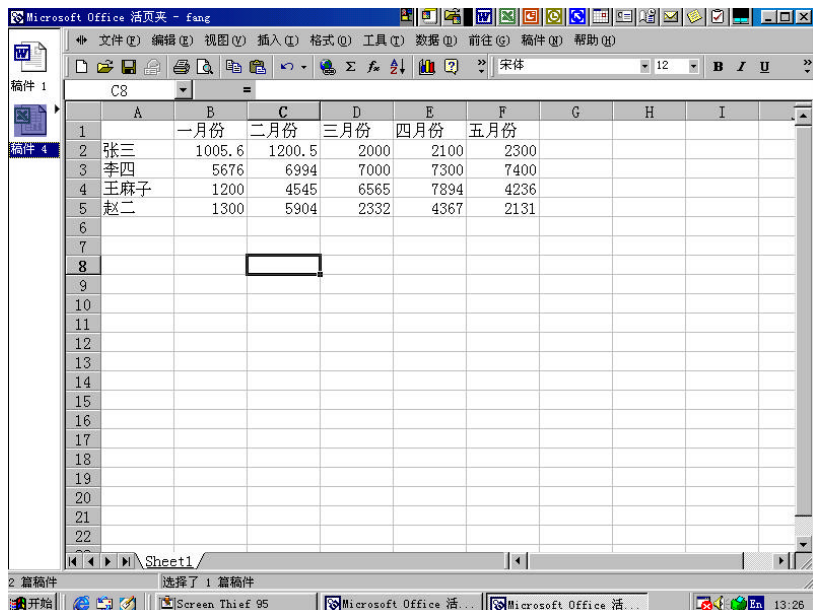 Microsoft Office 活页夹 - fang
文件(F) 编辑(E) 视图(V) 插入(I) 格式(O) 工具(T) 数据(D) 前往(G) 稿件(N) 帮助(H)
宋体 12 B I U
稿件 1
C8 =
A B C D E F G H I
1 一月份 二月份 三月份 四月份 五月份
稿件 4
2 张三 1005.6 1200.5 2000 2100 2300
3 李四 5676 6994 7000 7300 7400
4 王麻子 1200 4545 6565 7894 4236
5 赵二 1300 5904 2332 4367 2131
6
7
8
9
10
11
12
13
14
15
16
17
18
19
20
21
22
Sheet1
2 篇稿件 选择了 1 篇稿件
开始 Screen Thief 95 Microsoft Office 活... Microsoft Office 活... En 13:26